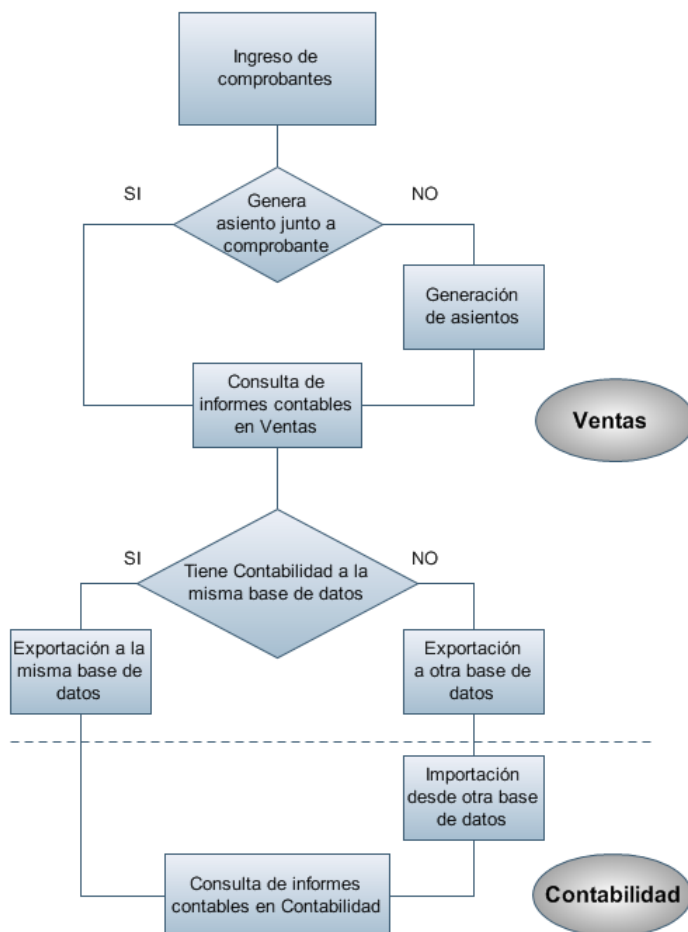 Ingreso de
comprobantes
SI
NO
Genera
asiento junto a
comprobante
Generación
de asientos
Consulta de
informes contables
en Ventas
Ventas
SI
NO
Tiene Contabilidad a la
misma base de datos
Exportación a la
misma base de
datos
Exportación
a otra base de
datos
Importación
desde otra base
de datos
Consulta de informes
contables en Contabilidad
Contabilidad